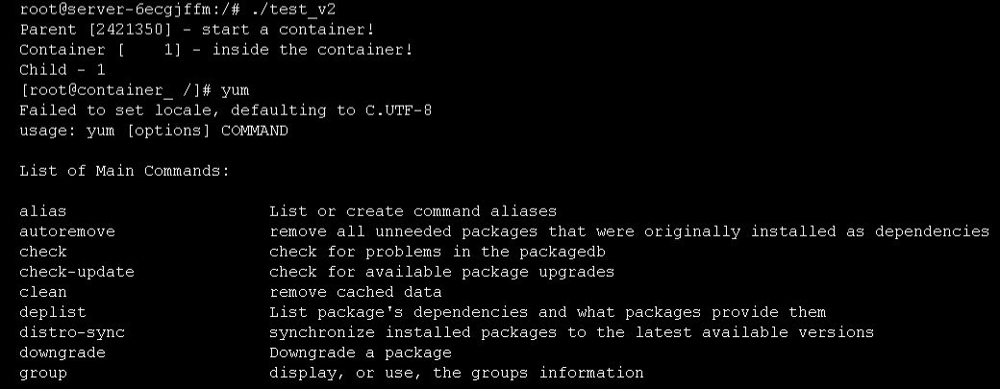 root@server-6ecgjffm:/# ./test_v2
Parent [2421350] - start a container!
Container [    1] - inside the container!
Child - 1
[root@container_ /]# yum
Failed to set locale, defaulting to C.UTF-8
usage: yum [options] COMMAND

List of Main Commands:

alias                     List or create command aliases
autoremove                remove all unneeded packages that were originally installed as dependencies
check                     check for problems in the packagedb
check-update              check for available package upgrades
clean                     remove cached data
deplist                   List package's dependencies and what packages provide them
distro-sync               synchronize installed packages to the latest available versions
downgrade                 Downgrade a package
group                     display, or use, the groups information